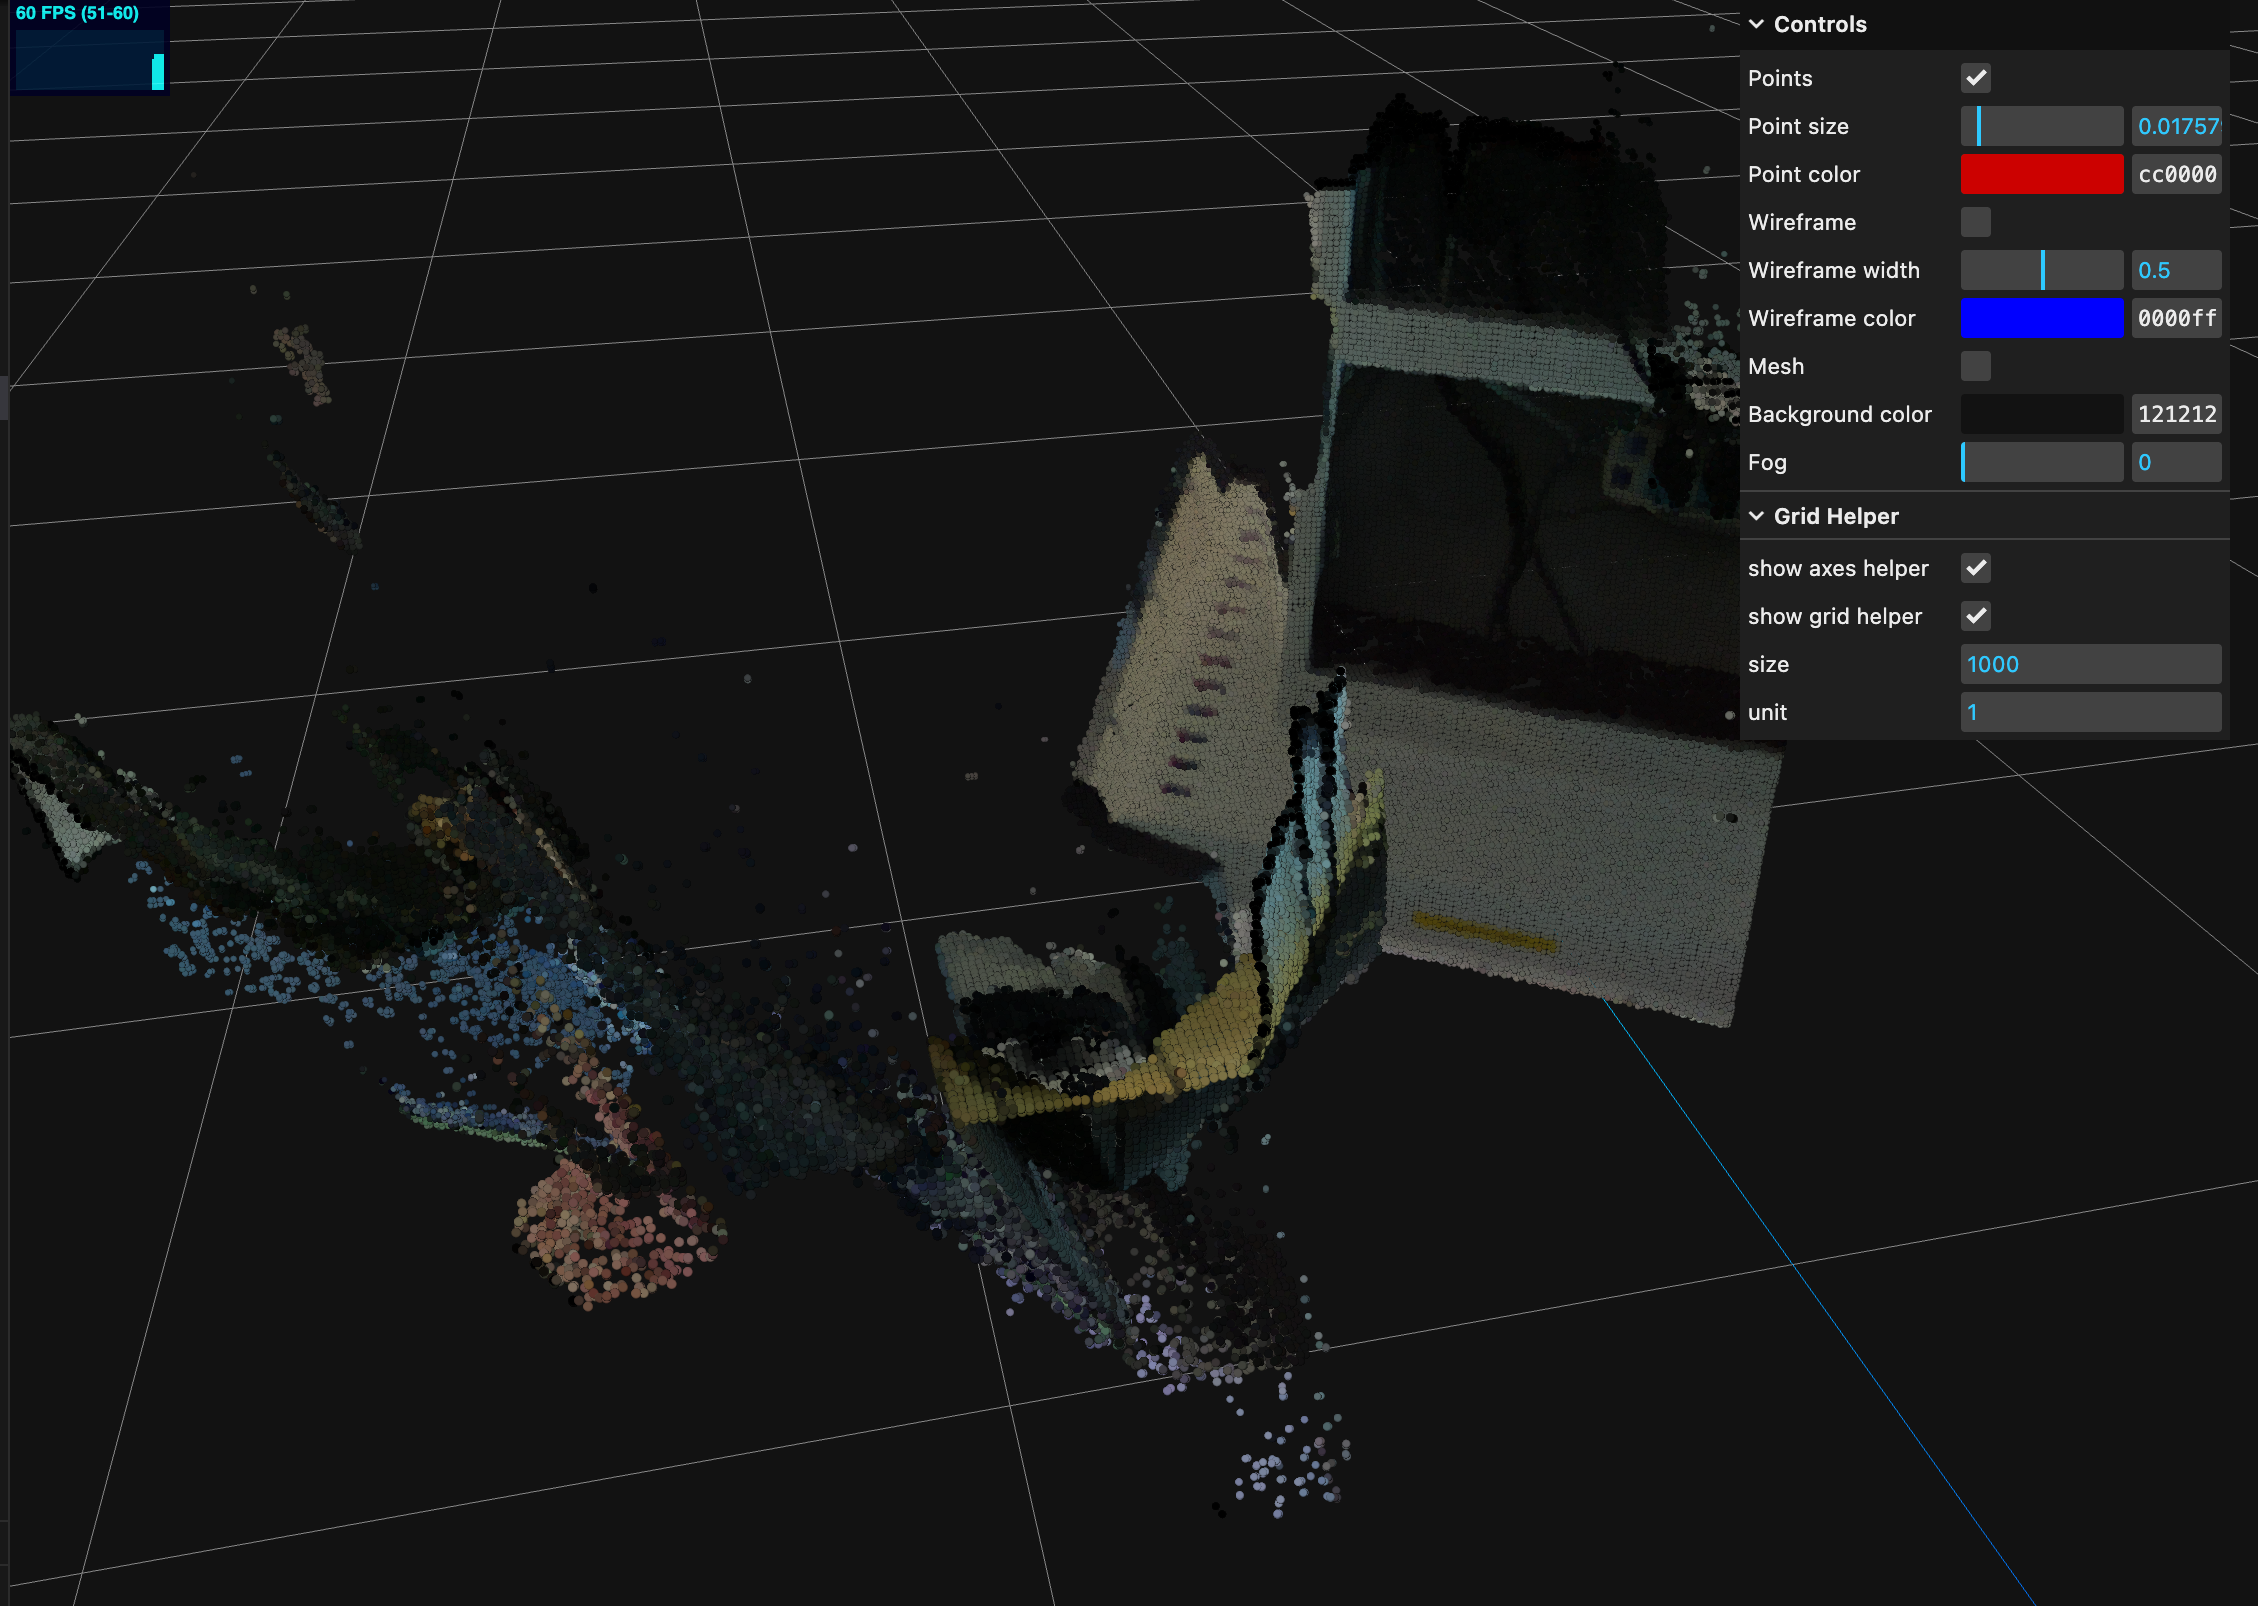 60 FPS (51-60)
Controls
Points
Point size 0.01757
Point color cc0000
Wireframe
Wireframe width 0.5
Wireframe color 0000ff
Mesh
Background color 121212
Fog 0
Grid Helper
show axes helper
show grid helper
size 1000
unit 1